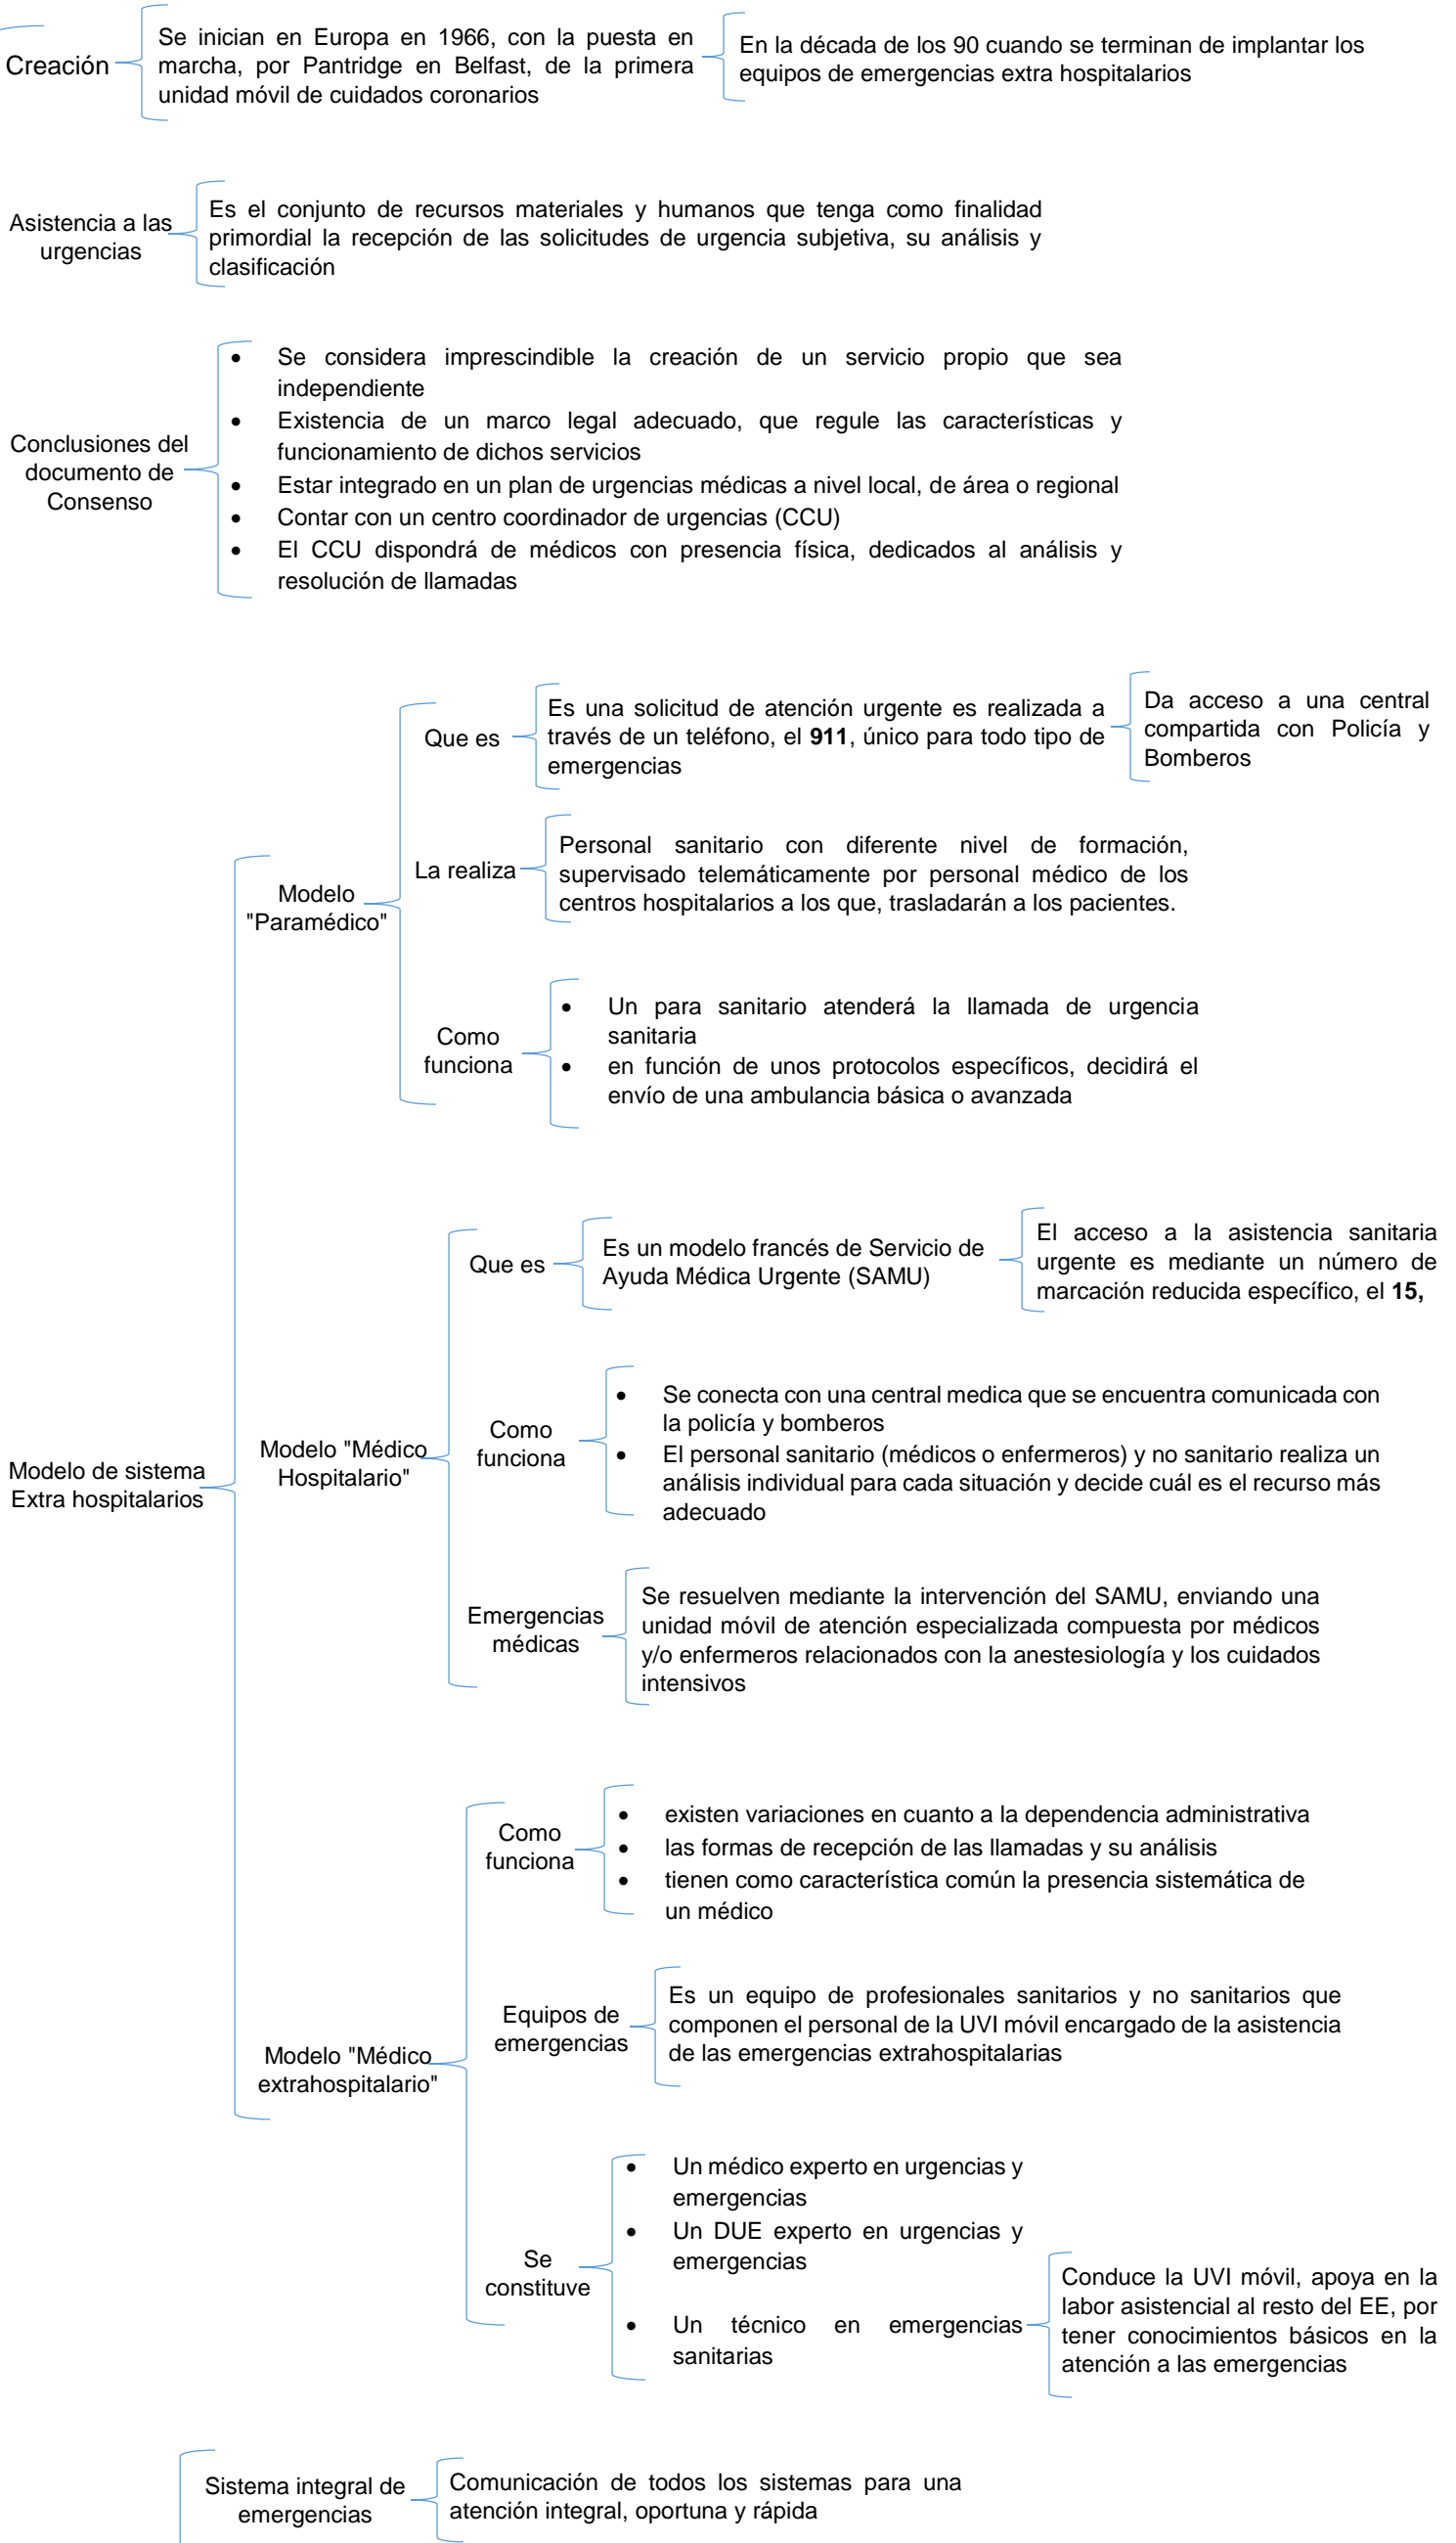 Creación
Se inician en Europa en 1966, con la puesta en
marcha, por Pantridge en Belfast, de la primera
unidad móvil de cuidados coronarios
En la década de los 90 cuando se terminan de implantar los
equipos de emergencias extra hospitalarios
Asistencia a las
urgencias
Es el conjunto de recursos materiales y humanos que tenga como finalidad
primordial la recepción de las solicitudes de urgencia subjetiva, su análisis y
clasificación
Conclusiones del
documento de
Consenso
• Se considera imprescindible la creación de un servicio propio que sea
independiente
• Existencia de un marco legal adecuado, que regule las características y
funcionamiento de dichos servicios
• Estar integrado en un plan de urgencias médicas a nivel local, de área o regional
• Contar con un centro coordinador de urgencias (CCU)
• El CCU dispondrá de médicos con presencia física, dedicados al análisis y
resolución de llamadas
Modelo de sistema
Extra hospitalarios
Modelo
"Paramédico"
Que es
Es una solicitud de atención urgente es realizada a
través de un teléfono, el 911, único para todo tipo de
emergencias
Da acceso a una central
compartida con Policía y
Bomberos
La realiza
Personal sanitario con diferente nivel de formación,
supervisado telemáticamente por personal médico de los
centros hospitalarios a los que, trasladarán a los pacientes.
Como
funciona
• Un para sanitario atenderá la llamada de urgencia
sanitaria
• en función de unos protocolos específicos, decidirá el
envío de una ambulancia básica o avanzada
Modelo "Médico
Hospitalario"
Que es
Es un modelo francés de Servicio de
Ayuda Médica Urgente (SAMU)
El acceso a la asistencia sanitaria
urgente es mediante un número de
marcación reducida específico, el 15,
Como
funciona
• Se conecta con una central medica que se encuentra comunicada con
la policía y bomberos
• El personal sanitario (médicos o enfermeros) y no sanitario realiza un
análisis individual para cada situación y decide cuál es el recurso más
adecuado
Emergencias
médicas
Se resuelven mediante la intervención del SAMU, enviando una
unidad móvil de atención especializada compuesta por médicos
y/o enfermeros relacionados con la anestesiología y los cuidados
intensivos
Modelo "Médico
extrahospitalario"
Como
funciona
• existen variaciones en cuanto a la dependencia administrativa
• las formas de recepción de las llamadas y su análisis
• tienen como característica común la presencia sistemática de
un médico
Equipos de
emergencias
Es un equipo de profesionales sanitarios y no sanitarios que
componen el personal de la UVI móvil encargado de la asistencia
de las emergencias extrahospitalarias
Se
constituve
• Un médico experto en urgencias y
emergencias
• Un DUE experto en urgencias y
emergencias
• Un técnico en emergencias
sanitarias
Conduce la UVI móvil, apoya en la
labor asistencial al resto del EE, por
tener conocimientos básicos en la
atención a las emergencias
Sistema integral de
emergencias
Comunicación de todos los sistemas para una
atención integral, oportuna y rápida